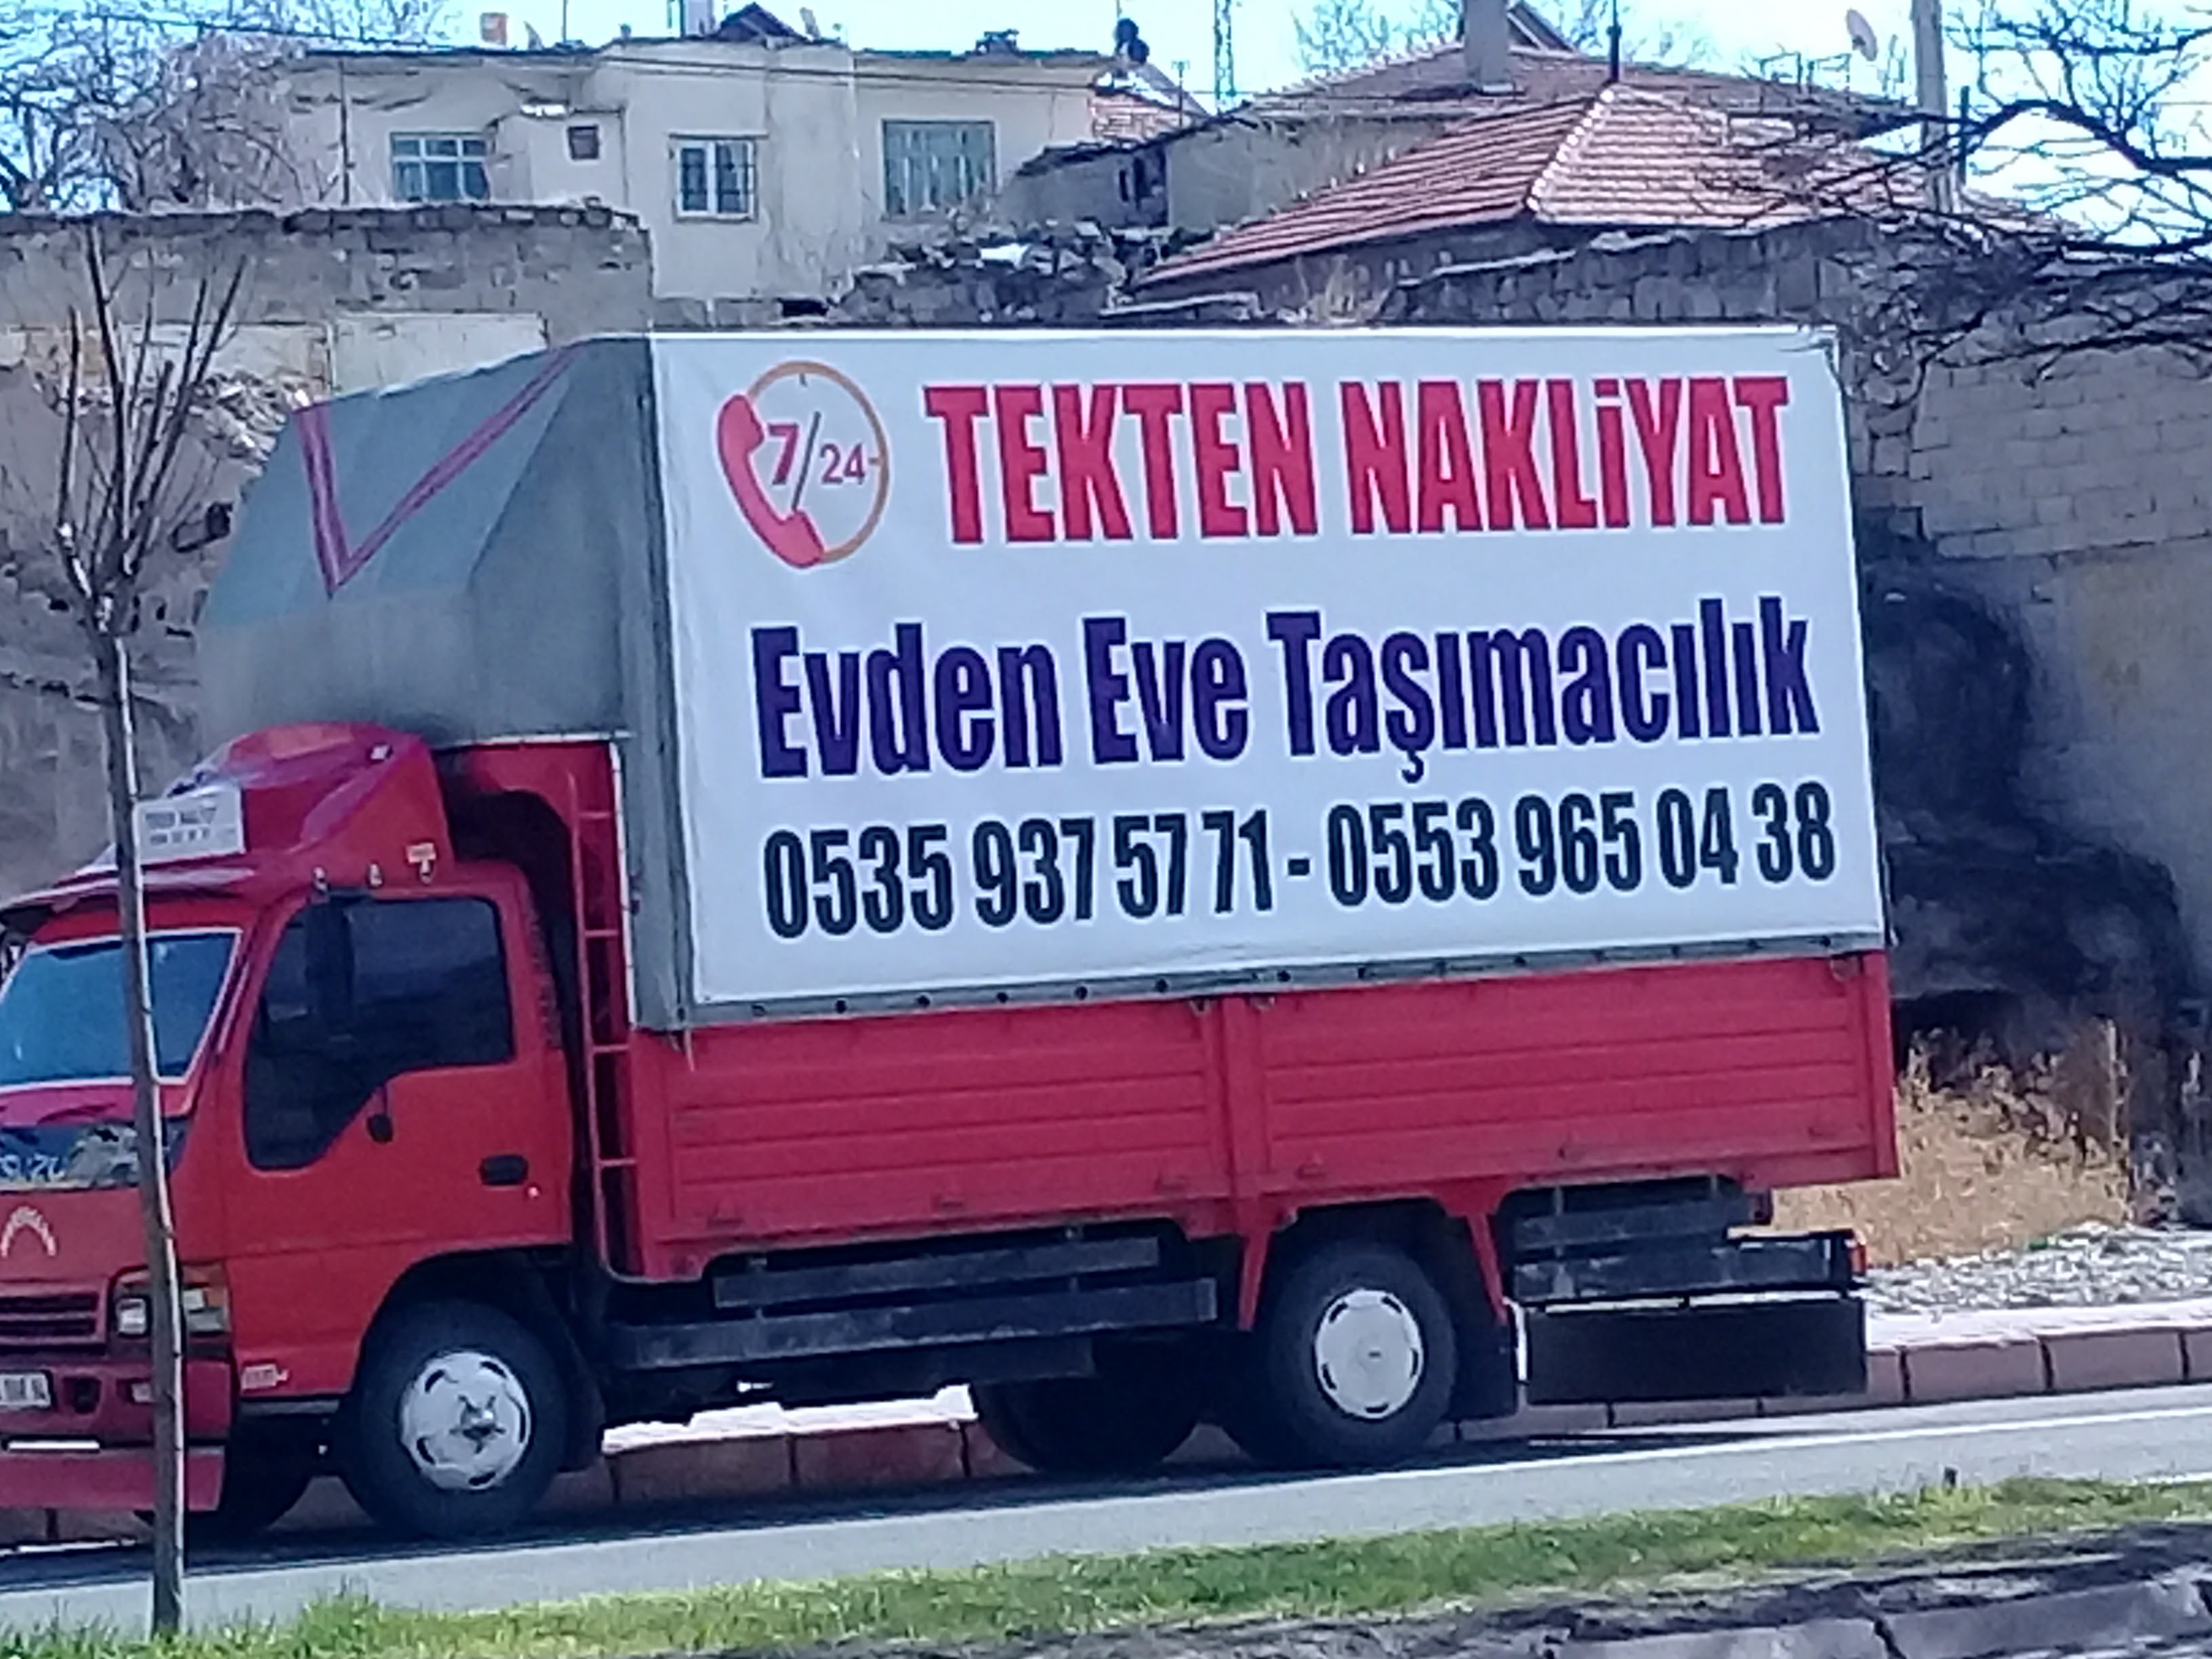 7/24
TEKTEN NAKLİYAT
Evden Eve Taşımacılık
0535 937 57 71 - 0553 965 04 38